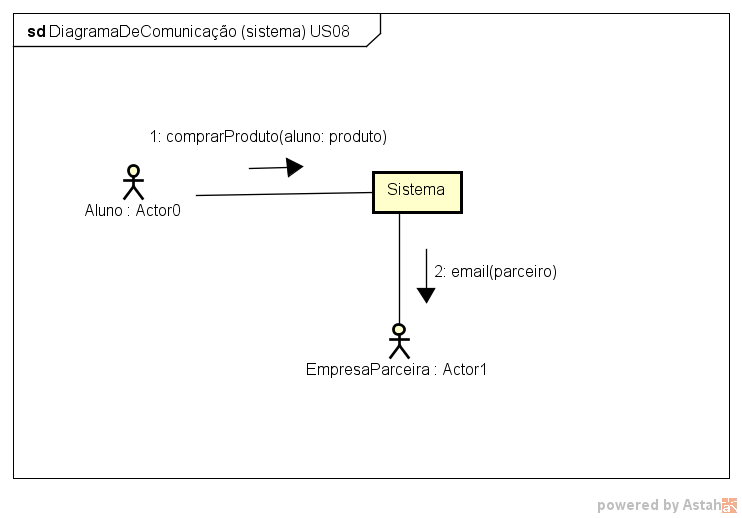 sd DiagramaDeComunicação (sistema) US08
1: comprarProduto(aluno: produto)
Sistema
Aluno : Actor0
2: email(parceiro)
EmpresaParceira : Actor1
powered by Astah